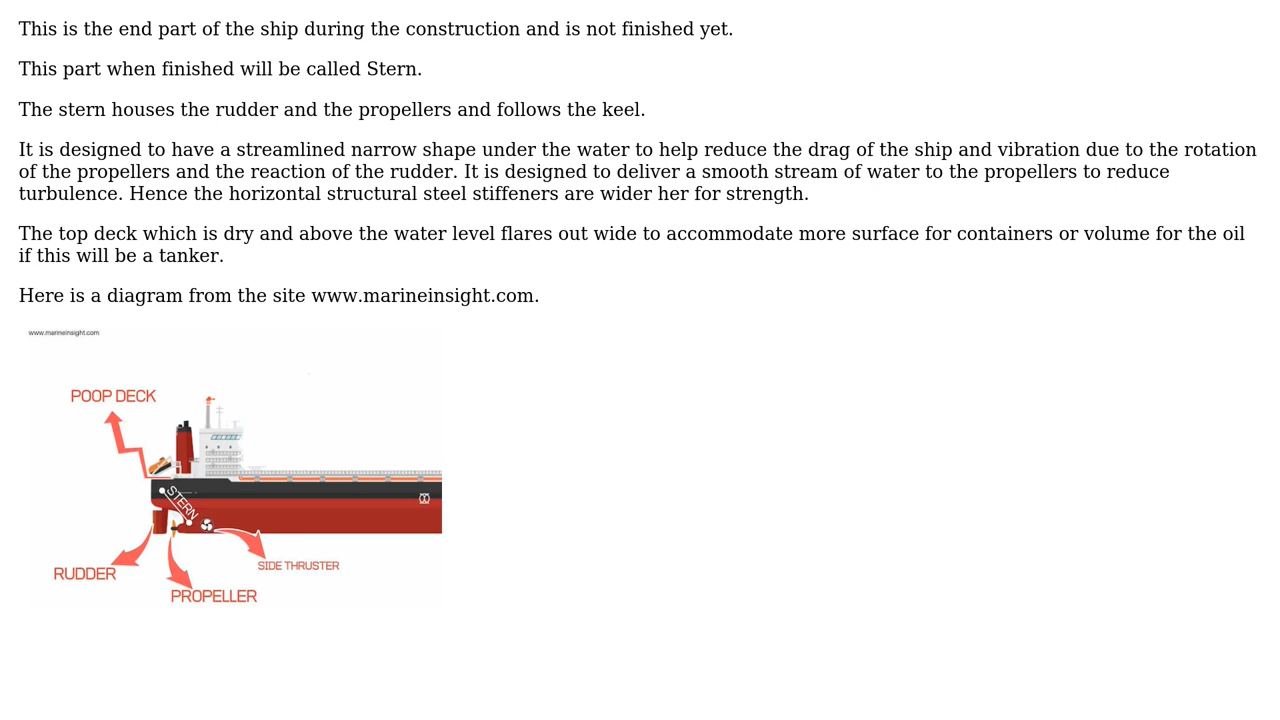 This is the end part of the ship during the construction and is not finished yet.
This part when finished will be called Stern.
The stern houses the rudder and the propellers and follows the keel.
It is designed to have a streamlined narrow shape under the water to help reduce the drag of the ship and vibration due to the rotation
of the propellers and the reaction of the rudder. It is designed to deliver a smooth stream of water to the propellers to reduce
turbulence. Hence the horizontal structural steel stiffeners are wider her for strength.
The top deck which is dry and above the water level flares out wide to accommodate more surface for containers or volume for the oil
if this will be a tanker.
Here is a diagram from the site www.marineinsight.com.
www.marineinsight.com
POOP DECK
STERN
SIDE THRUSTER
RUDDER
PROPELLER